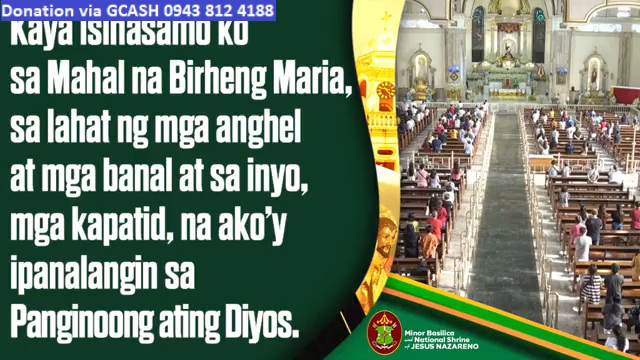 Donation via GCASH 0943 812 4188
Kaya isinasamo ko
sa Mahal na Birheng Maria,
sa lahat ng mga anghel
at mga banal at sa inyo,
mga kapatid, na ako’y
ipanalangin sa
Panginoong ating Diyos.
Minor Basilica
and National Shrine
of JESUS NAZARENO